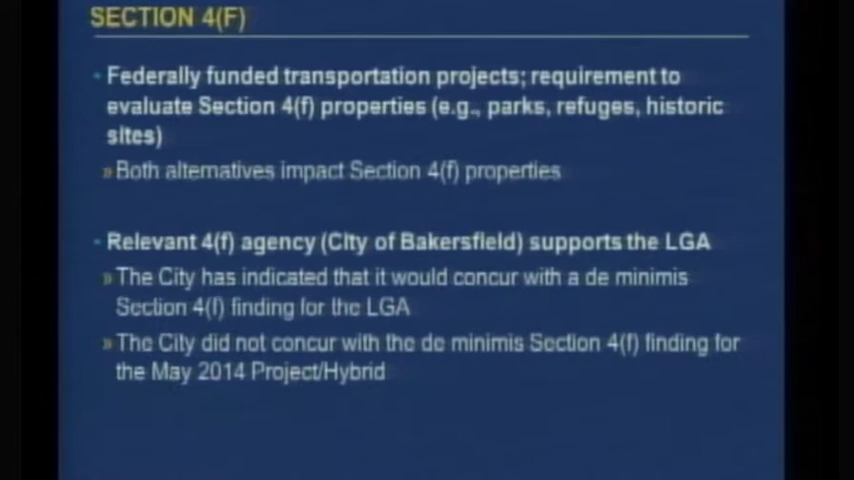 SECTION 4(F)
• Federally funded transportation projects; requirement to
evaluate Section 4(f) properties (e.g., parks, refuges, historic
sites)
» Both alternatives impact Section 4(f) properties
• Relevant 4(f) agency (City of Bakersfield) supports the LGA
» The City has indicated that it would concur with a de minimis
Section 4(f) finding for the LGA
» The City did not concur with the de minimis Section 4(f) finding for
the May 2014 Project/Hybrid